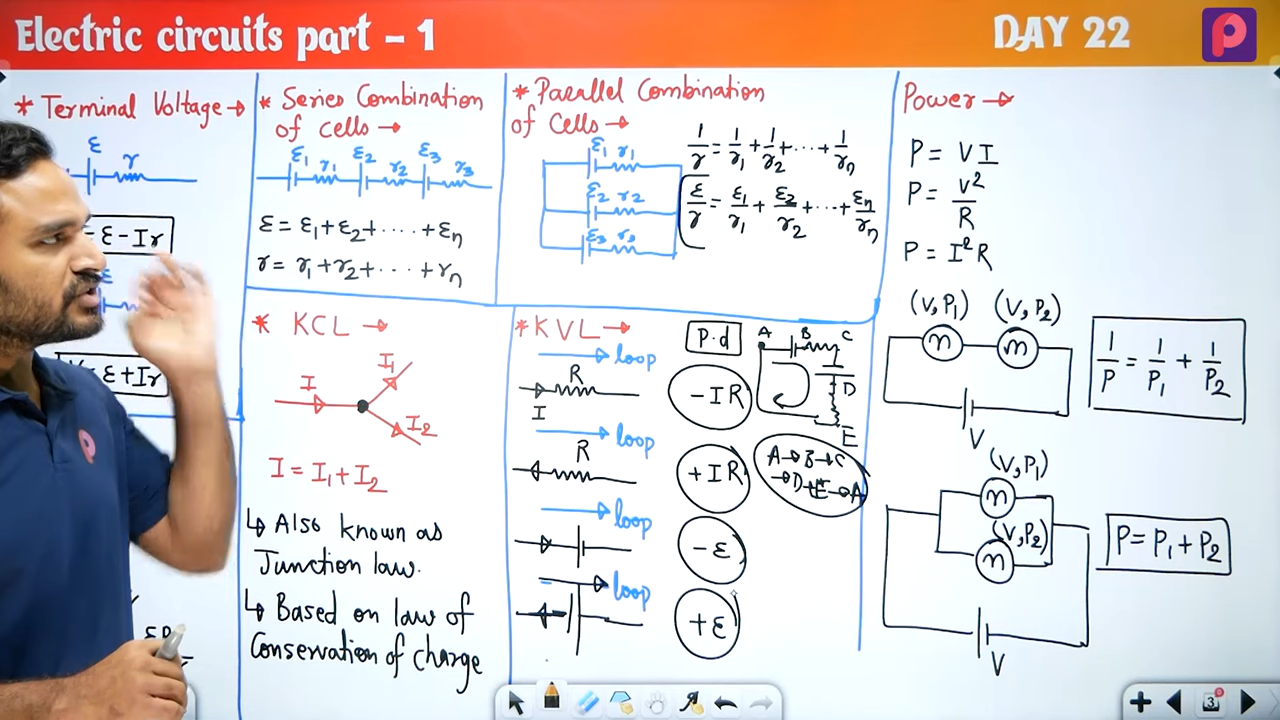 Electric circuits part – 1
DAY 22
* Terminal Voltage →
ε
r
= ε - Ir
ε
= ε + Ir
* Series Combination
of cells →
ε₁ r₁ ε₂ r₂ ε₃ r₃
ε = ε₁ + ε₂ + ····· + εₙ
r = r₁ + r₂ + ····· + rₙ
* Parallel Combination
of Cells →
ε₁ r₁
ε₂ r₂
ε₃ r₃
1/r = 1/r₁ + 1/r₂ + ····· + 1/rₙ
ε/r = ε₁/r₁ + ε₂/r₂ + ····· + εₙ/rₙ
Power →
P = VI
P = V²/R
P = I²R
(V, P₁) (V, P₂)
V
1/P = 1/P₁ + 1/P₂
(V, P₁)
(V, P₂)
V
P = P₁ + P₂
* KCL →
I
I₁
I₂
I = I₁ + I₂
↳ Also known as
Junction law.
↳ Based on law of
Conservation of charge
* KVL →
P.d
loop
R
I
- IR
loop
R
+ IR
loop
- ε
loop
+ ε
A B C
D
E
A → B → C
→ D → E → A
3